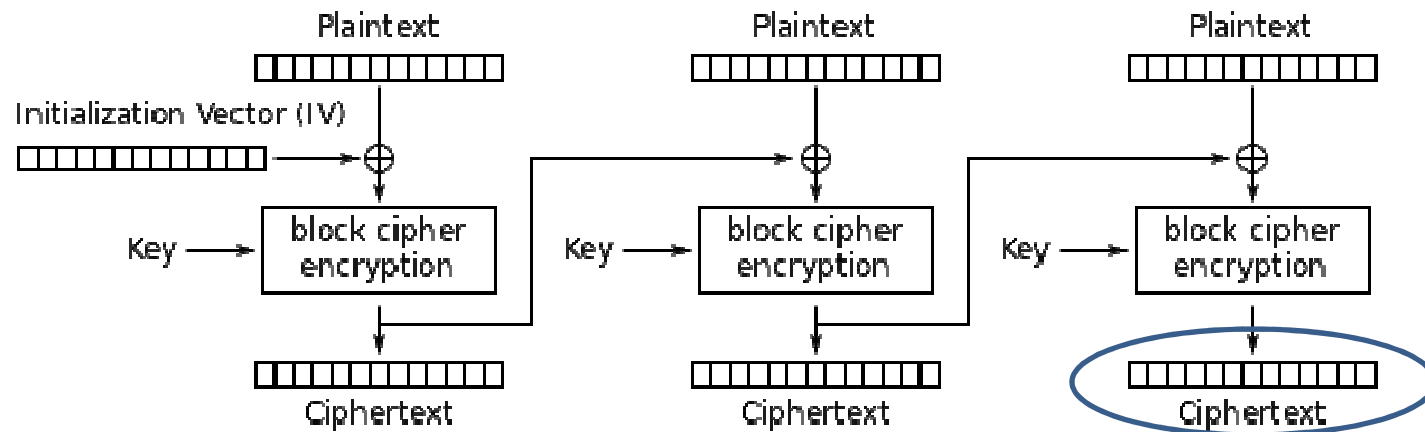 Plaintext
Plaintext
Plaintext
Initialization Vector (IV)
Key
block cipher
encryption
Key
block cipher
encryption
Key
block cipher
encryption
Ciphertext
Ciphertext
Ciphertext